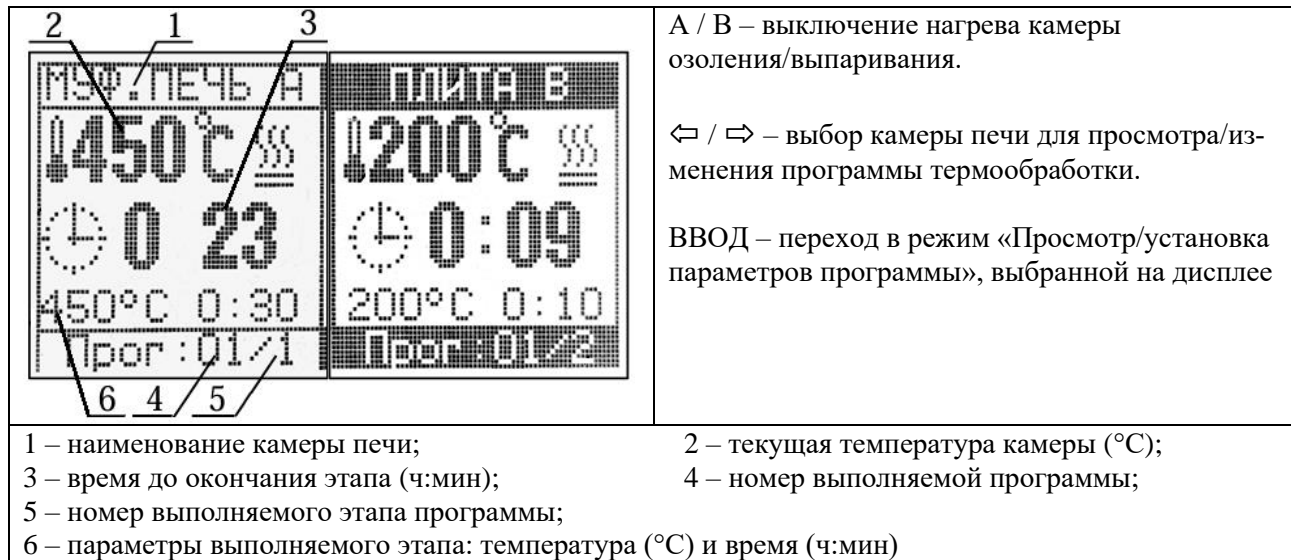 2 1 3
МУФ.ПЕЧЬ A ПЛИТА B
450°C 200°C
0 23 0:09
450°C 0:30 200°C 0:10
Прог:01/1 Прог:01/2
6 4 5
А / В – выключение нагрева камеры
озоления/выпаривания.
⇦ / ⇨ – выбор камеры печи для просмотра/из-
менения программы термообработки.
ВВОД – переход в режим «Просмотр/установка
параметров программы», выбранной на дисплее
1 – наименование камеры печи; 2 – текущая температура камеры (°С);
3 – время до окончания этапа (ч:мин); 4 – номер выполняемой программы;
5 – номер выполняемого этапа программы;
6 – параметры выполняемого этапа: температура (°С) и время (ч:мин)